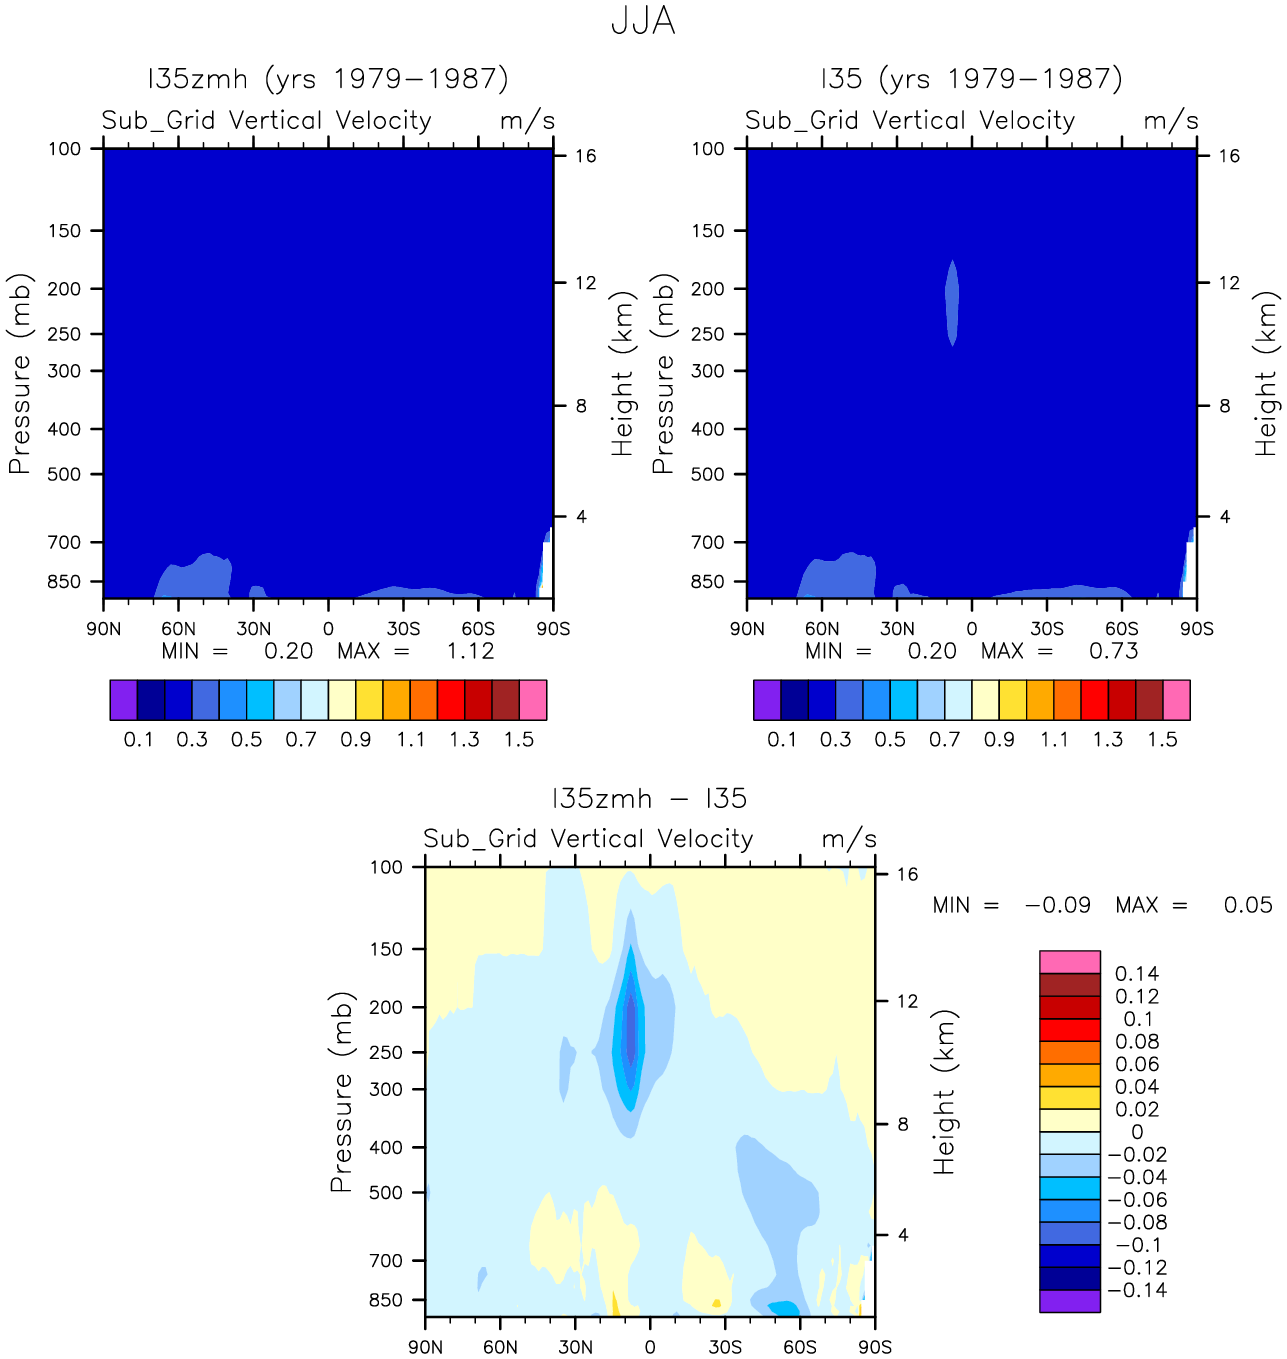 JJA
I35zmh (yrs 1979-1987)
Sub_Grid Vertical Velocity m/s
100
150
200
250
300
400
500
700
850
Pressure (mb)
16
12
8
4
Height (km)
90N 60N 30N 0 30S 60S 90S
MIN = 0.20 MAX = 1.12
0.1 0.3 0.5 0.7 0.9 1.1 1.3 1.5
I35 (yrs 1979-1987)
Sub_Grid Vertical Velocity m/s
100
150
200
250
300
400
500
700
850
Pressure (mb)
16
12
8
4
Height (km)
90N 60N 30N 0 30S 60S 90S
MIN = 0.20 MAX = 0.73
0.1 0.3 0.5 0.7 0.9 1.1 1.3 1.5
I35zmh - I35
Sub_Grid Vertical Velocity m/s
100
150
200
250
300
400
500
700
850
Pressure (mb)
16
12
8
4
Height (km)
90N 60N 30N 0 30S 60S 90S
MIN = -0.09 MAX = 0.05
0.14
0.12
0.1
0.08
0.06
0.04
0.02
0
-0.02
-0.04
-0.06
-0.08
-0.1
-0.12
-0.14